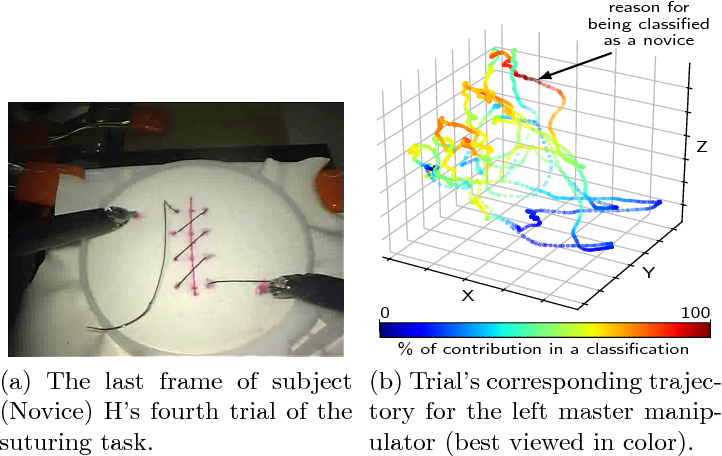 reason for
being classified
as a novice
Z
Y
X
0 100
% of contribution in a classification
(a) The last frame of subject
(Novice) H's fourth trial of the
suturing task.
(b) Trial's corresponding trajec-
tory for the left master manip-
ulator (best viewed in color).